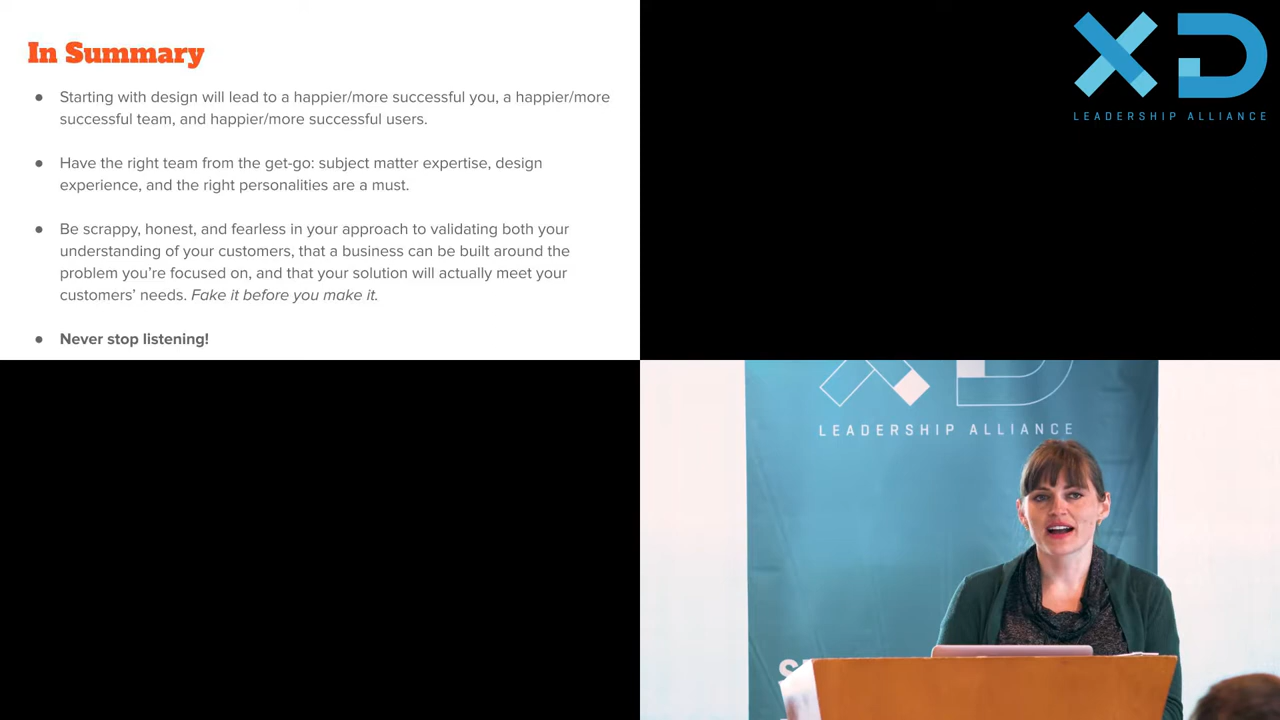 In Summary
● Starting with design will lead to a happier/more successful you, a happier/more
successful team, and happier/more successful users.
● Have the right team from the get-go: subject matter expertise, design
experience, and the right personalities are a must.
● Be scrappy, honest, and fearless in your approach to validating both your
understanding of your customers, that a business can be built around the
problem you’re focused on, and that your solution will actually meet your
customers’ needs. Fake it before you make it.
● Never stop listening!
XD
LEADERSHIP ALLIANCE
XD
LEADERSHIP ALLIANCE